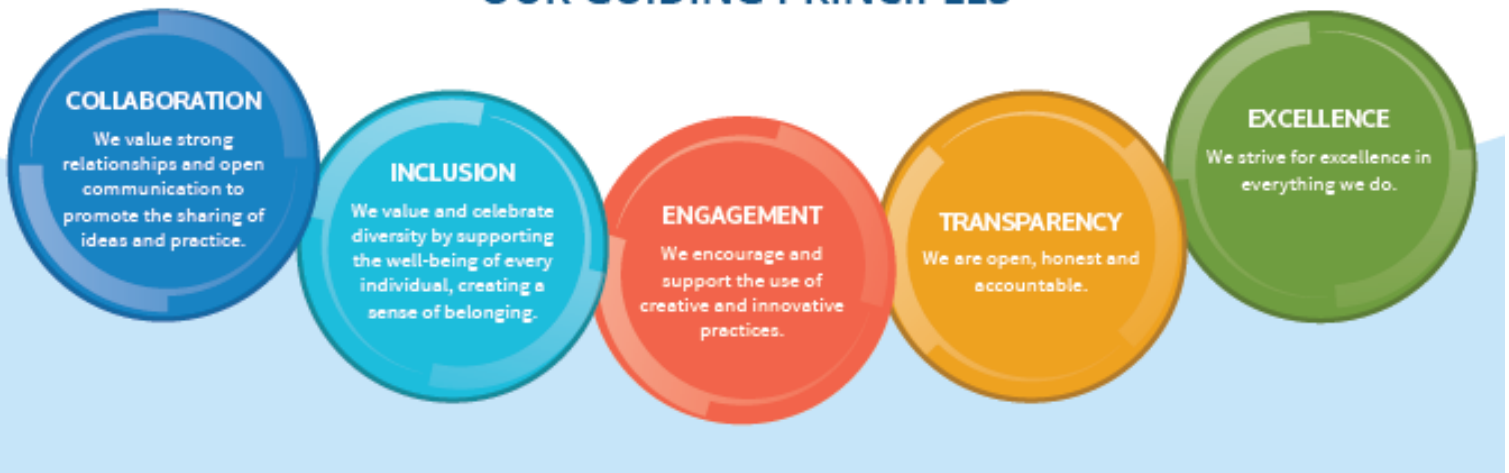 OUR GUIDING PRINCIPLES
COLLABORATION
We value strong
relationships and open
communication to
promote the sharing of
ideas and practice.
INCLUSION
We value and celebrate
diversity by supporting
the well-being of every
individual, creating a
sense of belonging.
ENGAGEMENT
We encourage and
support the use of
creative and innovative
practices.
TRANSPARENCY
We are open, honest and
accountable.
EXCELLENCE
We strive for excellence in
everything we do.